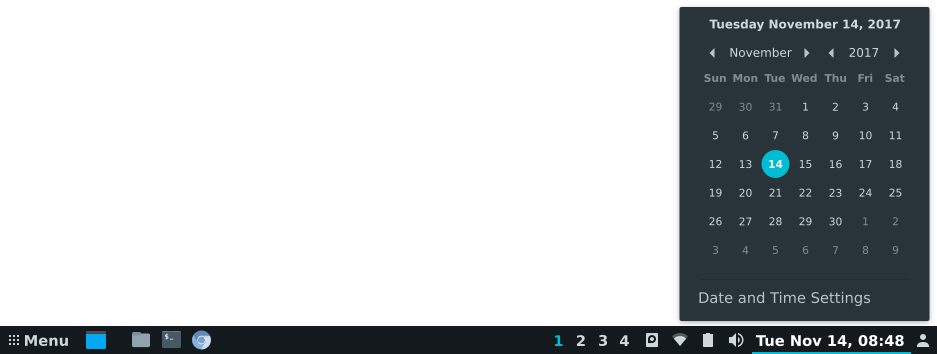 Tuesday November 14, 2017
November 2017
Sun Mon Tue Wed Thu Fri Sat
29 30 31 1 2 3 4
5 6 7 8 9 10 11
12 13 14 15 16 17 18
19 20 21 22 23 24 25
26 27 28 29 30 1 2
3 4 5 6 7 8 9
Date and Time Settings
Menu $- 1 2 3 4 Tue Nov 14, 08:48